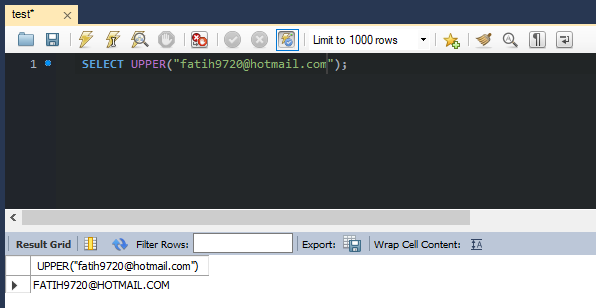 test*
Limit to 1000 rows
1 SELECT UPPER("fatih9720@hotmail.com");
Result Grid Filter Rows: Export: Wrap Cell Content:
UPPER("fatih9720@hotmail.com")
FATIH9720@HOTMAIL.COM